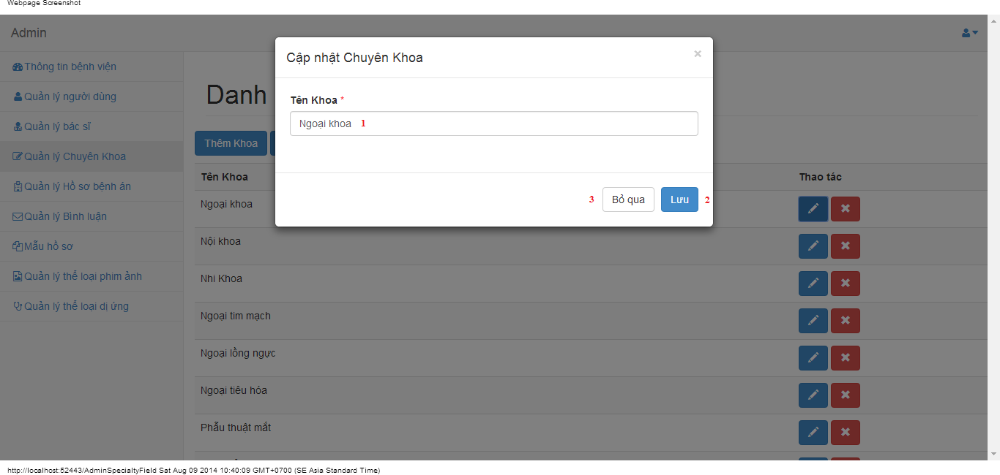 Webpage Screenshot
Admin
Cập nhật Chuyên Khoa ×
Thông tin bệnh viện
Quản lý người dùng
Quản lý bác sĩ
Quản lý Chuyên Khoa
Quản lý Hồ sơ bệnh án
Quản lý Bình luận
Mẫu hồ sơ
Quản lý thể loại phim ảnh
Quản lý thể loại dị ứng
Danh
Tên Khoa *
Ngoại khoa 1
Thêm Khoa
3 Bỏ qua Lưu 2
Tên Khoa Thao tác
Ngoại khoa
Nội khoa
Nhi Khoa
Ngoại tim mạch
Ngoại lồng ngực
Ngoại tiêu hóa
Phẫu thuật mắt
http://localhost:52443/AdminSpecialtyField Sat Aug 09 2014 10:40:09 GMT+0700 (SE Asia Standard Time)